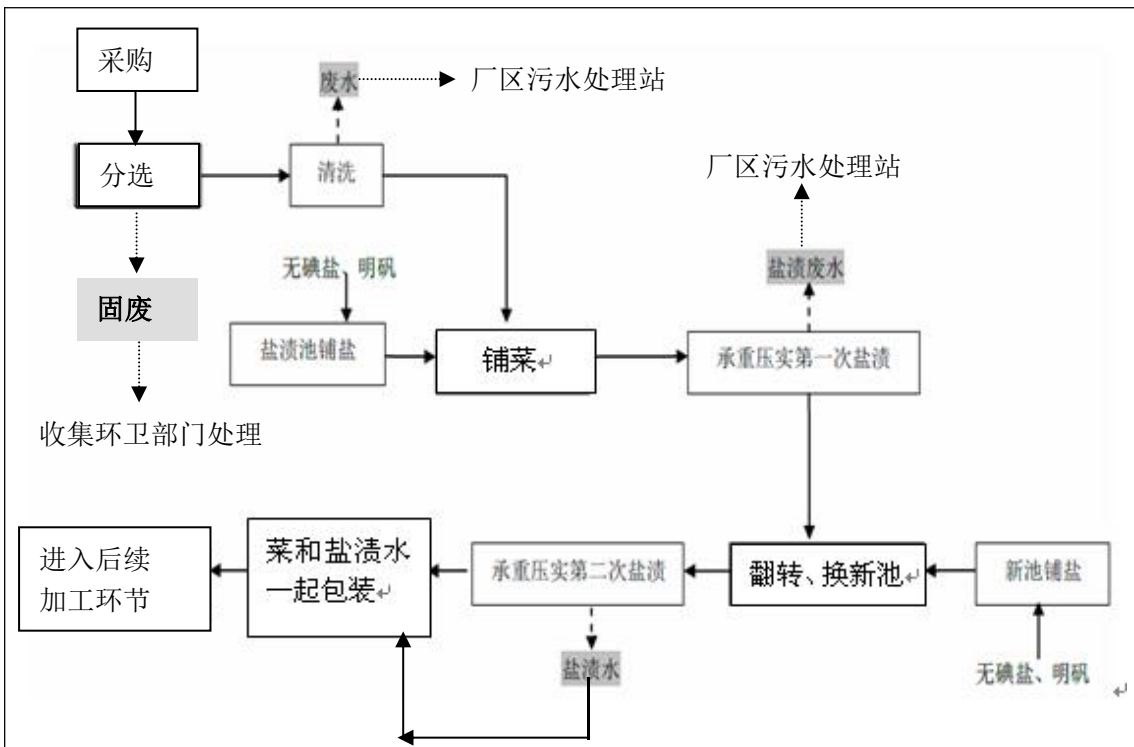 采购
废水
厂区污水处理站
分选
清洗
厂区污水处理站
无碘盐、明矾
盐渍废水
固废
盐渍池铺盐
铺菜
承重压实第一次盐渍
收集环卫部门处理
进入后续
加工环节
菜和盐渍水
一起包装
承重压实第二次盐渍
翻转、换新池
新池铺盐
盐渍水
无碘盐、明矾